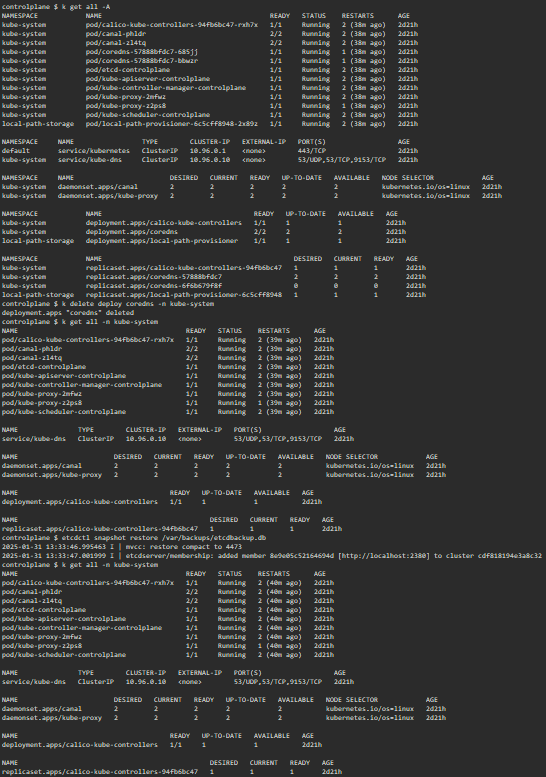 controlplane $ k get all -A
NAMESPACE NAME READY STATUS RESTARTS AGE
kube-system pod/calico-kube-controllers-94fb6bc47-rxh7x 1/1 Running 2 (38m ago) 2d21h
kube-system pod/canal-phldr 2/2 Running 2 (38m ago) 2d21h
kube-system pod/canal-zl4tq 2/2 Running 2 (38m ago) 2d21h
kube-system pod/coredns-57888bfdc7-685jj 1/1 Running 1 (38m ago) 2d21h
kube-system pod/coredns-57888bfdc7-bbwzr 1/1 Running 1 (38m ago) 2d21h
kube-system pod/etcd-controlplane 1/1 Running 2 (38m ago) 2d21h
kube-system pod/kube-apiserver-controlplane 1/1 Running 2 (38m ago) 2d21h
kube-system pod/kube-controller-manager-controlplane 1/1 Running 2 (38m ago) 2d21h
kube-system pod/kube-proxy-2mfwz 1/1 Running 2 (38m ago) 2d21h
kube-system pod/kube-proxy-z2ps8 1/1 Running 1 (38m ago) 2d21h
kube-system pod/kube-scheduler-controlplane 1/1 Running 2 (38m ago) 2d21h
local-path-storage pod/local-path-provisioner-6c5cff8948-2x89z 1/1 Running 2 (38m ago) 2d21h
NAMESPACE NAME TYPE CLUSTER-IP EXTERNAL-IP PORT(S) AGE
default service/kubernetes ClusterIP 10.96.0.1 <none> 443/TCP 2d21h
kube-system service/kube-dns ClusterIP 10.96.0.10 <none> 53/UDP,53/TCP,9153/TCP 2d21h
NAMESPACE NAME DESIRED CURRENT READY UP-TO-DATE AVAILABLE NODE SELECTOR AGE
kube-system daemonset.apps/canal 2 2 2 2 2 kubernetes.io/os=linux 2d21h
kube-system daemonset.apps/kube-proxy 2 2 2 2 2 kubernetes.io/os=linux 2d21h
NAMESPACE NAME READY UP-TO-DATE AVAILABLE AGE
kube-system deployment.apps/calico-kube-controllers 1/1 1 1 2d21h
kube-system deployment.apps/coredns 2/2 2 2 2d21h
local-path-storage deployment.apps/local-path-provisioner 1/1 1 1 2d21h
NAMESPACE NAME DESIRED CURRENT READY AGE
kube-system replicaset.apps/calico-kube-controllers-94fb6bc47 1 1 1 2d21h
kube-system replicaset.apps/coredns-57888bfdc7 2 2 2 2d21h
kube-system replicaset.apps/coredns-6f6b679f8f 0 0 0 2d21h
local-path-storage replicaset.apps/local-path-provisioner-6c5cff8948 1 1 1 2d21h
controlplane $ k delete deploy coredns -n kube-system
deployment.apps "coredns" deleted
controlplane $ k get all -n kube-system
NAME READY STATUS RESTARTS AGE
pod/calico-kube-controllers-94fb6bc47-rxh7x 1/1 Running 2 (39m ago) 2d21h
pod/canal-phldr 2/2 Running 2 (39m ago) 2d21h
pod/canal-zl4tq 2/2 Running 2 (39m ago) 2d21h
pod/etcd-controlplane 1/1 Running 2 (39m ago) 2d21h
pod/kube-apiserver-controlplane 1/1 Running 2 (39m ago) 2d21h
pod/kube-controller-manager-controlplane 1/1 Running 2 (39m ago) 2d21h
pod/kube-proxy-2mfwz 1/1 Running 2 (39m ago) 2d21h
pod/kube-proxy-z2ps8 1/1 Running 1 (39m ago) 2d21h
pod/kube-scheduler-controlplane 1/1 Running 2 (39m ago) 2d21h
NAME TYPE CLUSTER-IP EXTERNAL-IP PORT(S) AGE
service/kube-dns ClusterIP 10.96.0.10 <none> 53/UDP,53/TCP,9153/TCP 2d21h
NAME DESIRED CURRENT READY UP-TO-DATE AVAILABLE NODE SELECTOR AGE
daemonset.apps/canal 2 2 2 2 2 kubernetes.io/os=linux 2d21h
daemonset.apps/kube-proxy 2 2 2 2 2 kubernetes.io/os=linux 2d21h
NAME READY UP-TO-DATE AVAILABLE AGE
deployment.apps/calico-kube-controllers 1/1 1 1 2d21h
NAME DESIRED CURRENT READY AGE
replicaset.apps/calico-kube-controllers-94fb6bc47 1 1 1 2d21h
controlplane $ etcdctl snapshot restore /var/backups/etcdbackup.db
2025-01-31 13:33:46.995463 I | mvcc: restore compact to 4473
2025-01-31 13:33:47.001999 I | etcdserver/membership: added member 8e9e05c52164694d [http://localhost:2380] to cluster cdf818194e3a8c32
controlplane $ k get all -n kube-system
NAME READY STATUS RESTARTS AGE
pod/calico-kube-controllers-94fb6bc47-rxh7x 1/1 Running 2 (40m ago) 2d21h
pod/canal-phldr 2/2 Running 2 (40m ago) 2d21h
pod/canal-zl4tq 2/2 Running 2 (40m ago) 2d21h
pod/etcd-controlplane 1/1 Running 2 (40m ago) 2d21h
pod/kube-apiserver-controlplane 1/1 Running 2 (40m ago) 2d21h
pod/kube-controller-manager-controlplane 1/1 Running 2 (40m ago) 2d21h
pod/kube-proxy-2mfwz 1/1 Running 2 (40m ago) 2d21h
pod/kube-proxy-z2ps8 1/1 Running 1 (40m ago) 2d21h
pod/kube-scheduler-controlplane 1/1 Running 2 (40m ago) 2d21h
NAME TYPE CLUSTER-IP EXTERNAL-IP PORT(S) AGE
service/kube-dns ClusterIP 10.96.0.10 <none> 53/UDP,53/TCP,9153/TCP 2d21h
NAME DESIRED CURRENT READY UP-TO-DATE AVAILABLE NODE SELECTOR AGE
daemonset.apps/canal 2 2 2 2 2 kubernetes.io/os=linux 2d21h
daemonset.apps/kube-proxy 2 2 2 2 2 kubernetes.io/os=linux 2d21h
NAME READY UP-TO-DATE AVAILABLE AGE
deployment.apps/calico-kube-controllers 1/1 1 1 2d21h
NAME DESIRED CURRENT READY AGE
replicaset.apps/calico-kube-controllers-94fb6bc47 1 1 1 2d21h